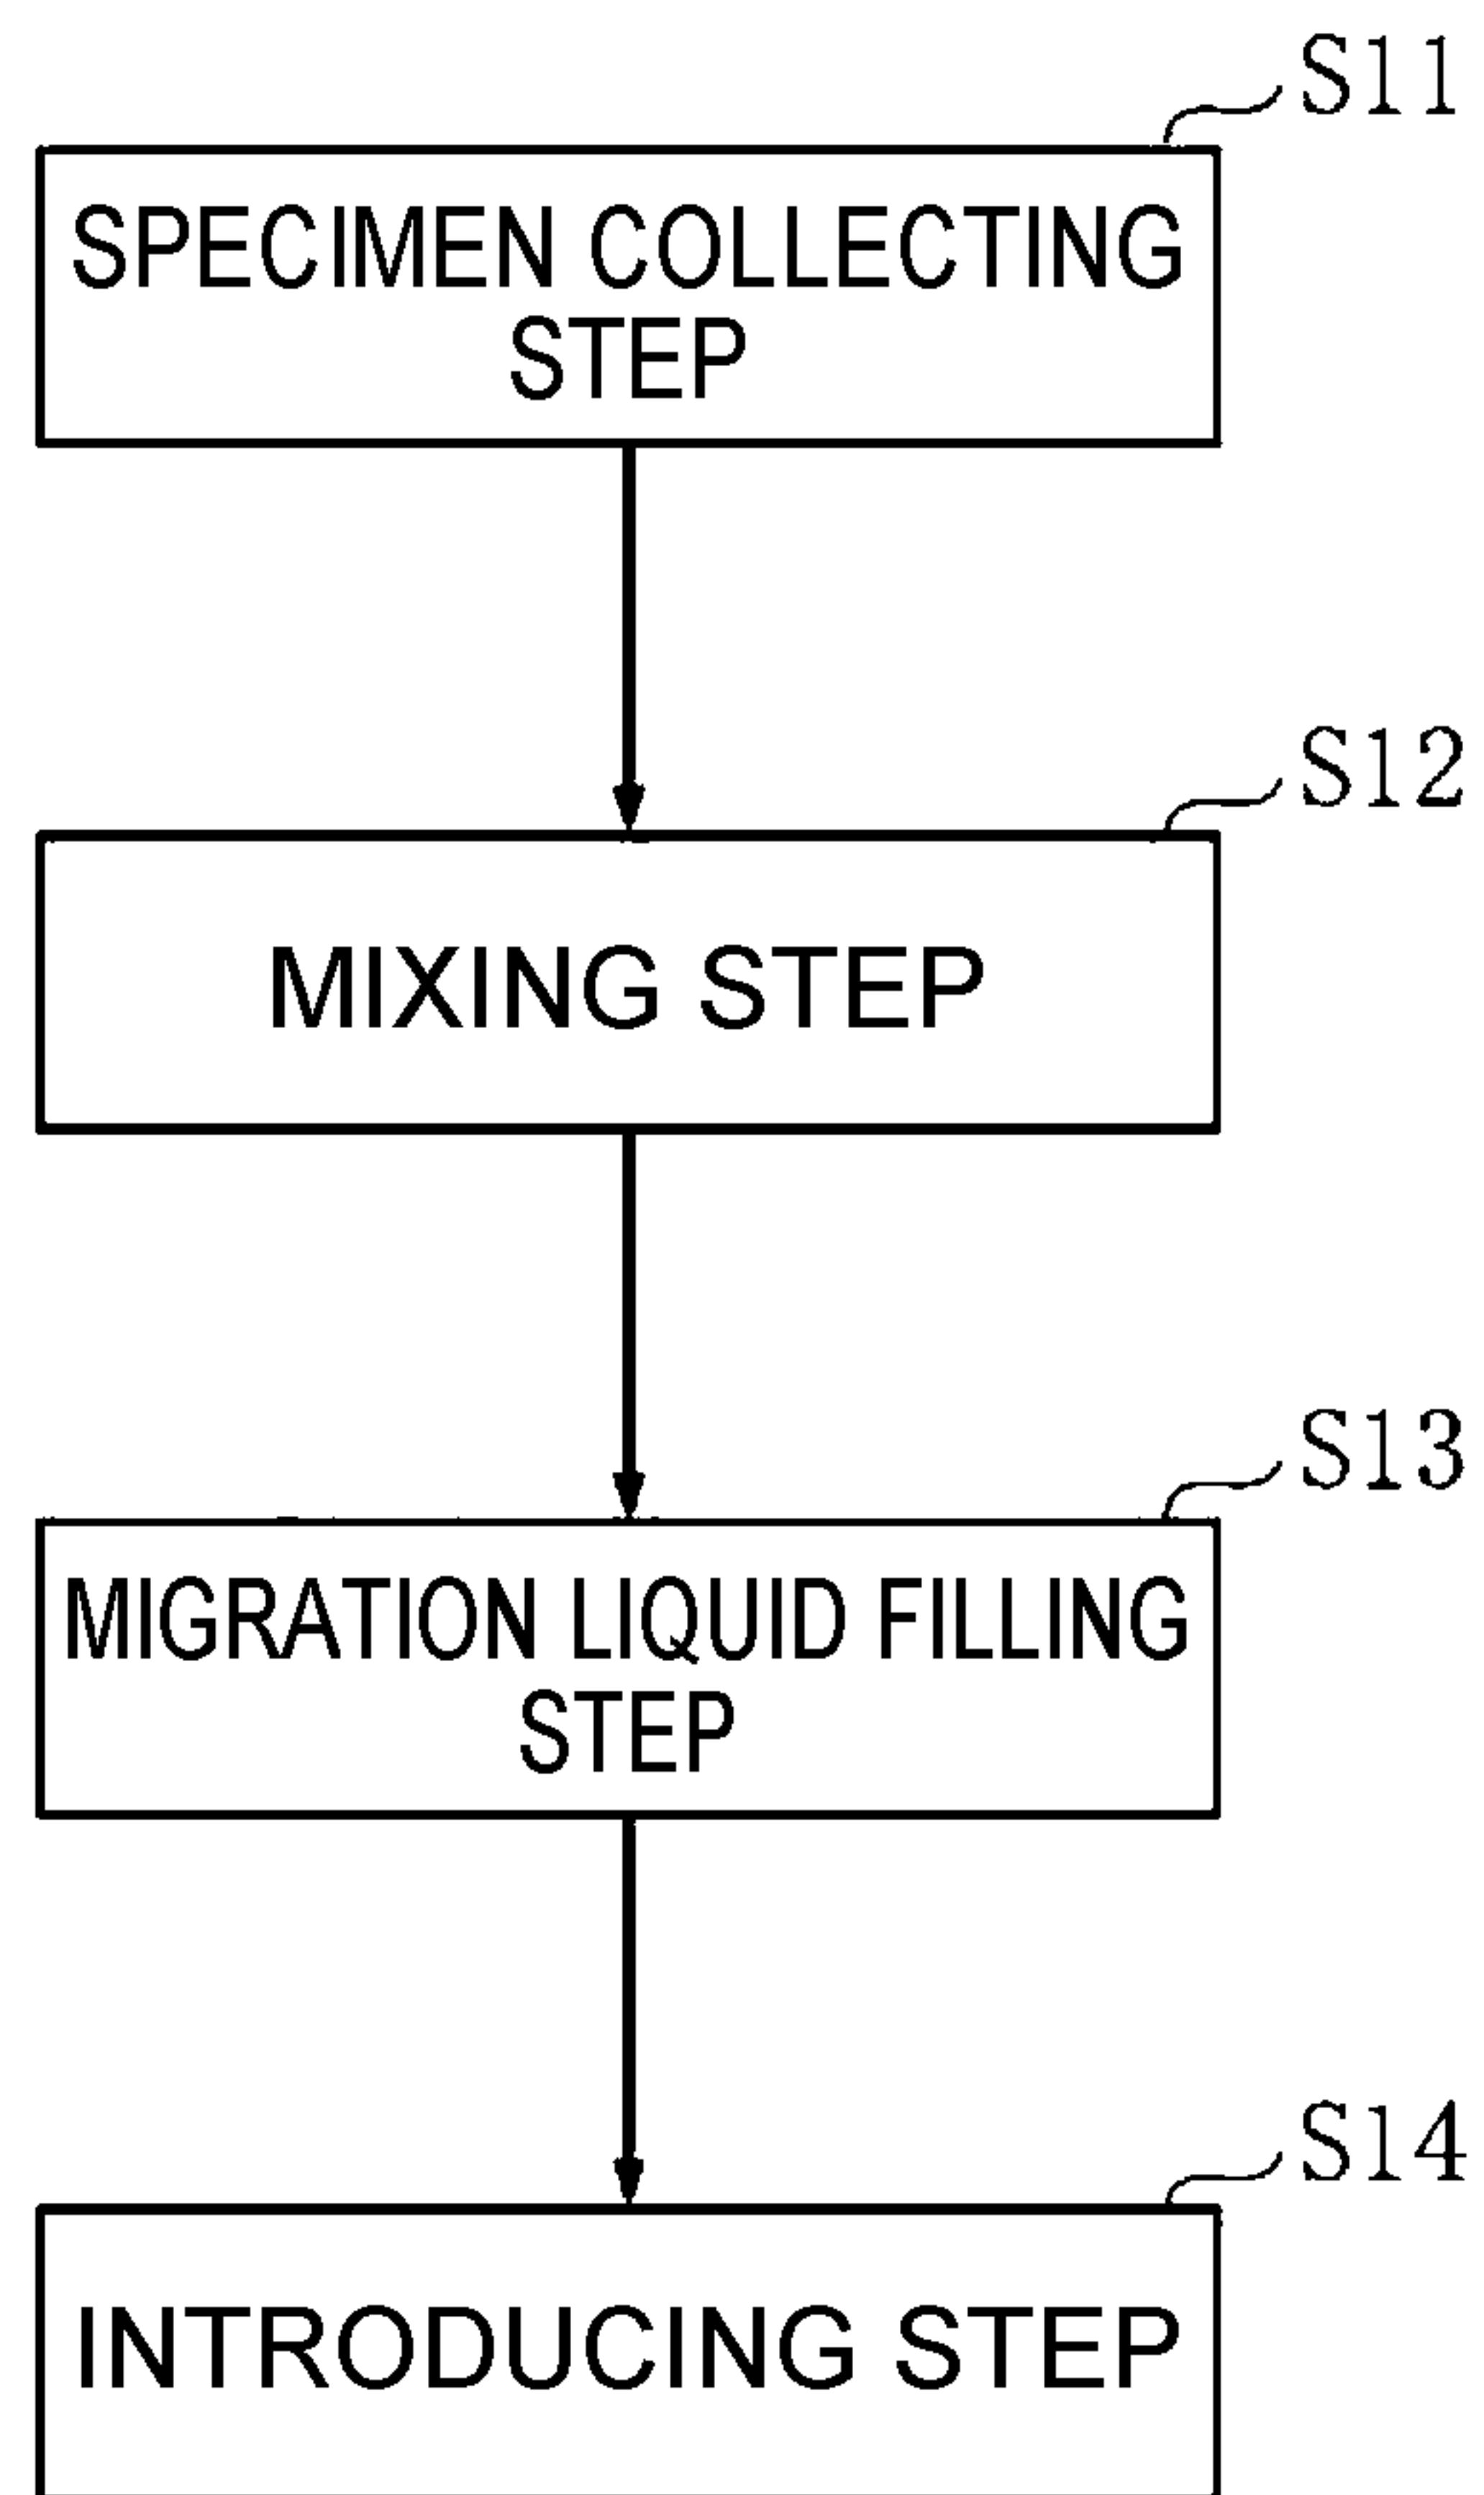 S11
SPECIMEN COLLECTING
STEP
S12
MIXING STEP
S13
MIGRATION LIQUID FILLING
STEP
S14
INTRODUCING STEP